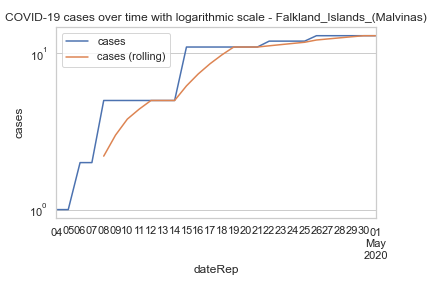 COVID-19 cases over time with logarithmic scale - Falkland_Islands_(Malvinas)
cases
cases (rolling)
10¹
10⁰
cases
04 05 06 07 08 09 10 11 12 13 14 15 16 17 18 19 20 21 22 23 24 25 26 27 28 29 30 01
May
2020
dateRep